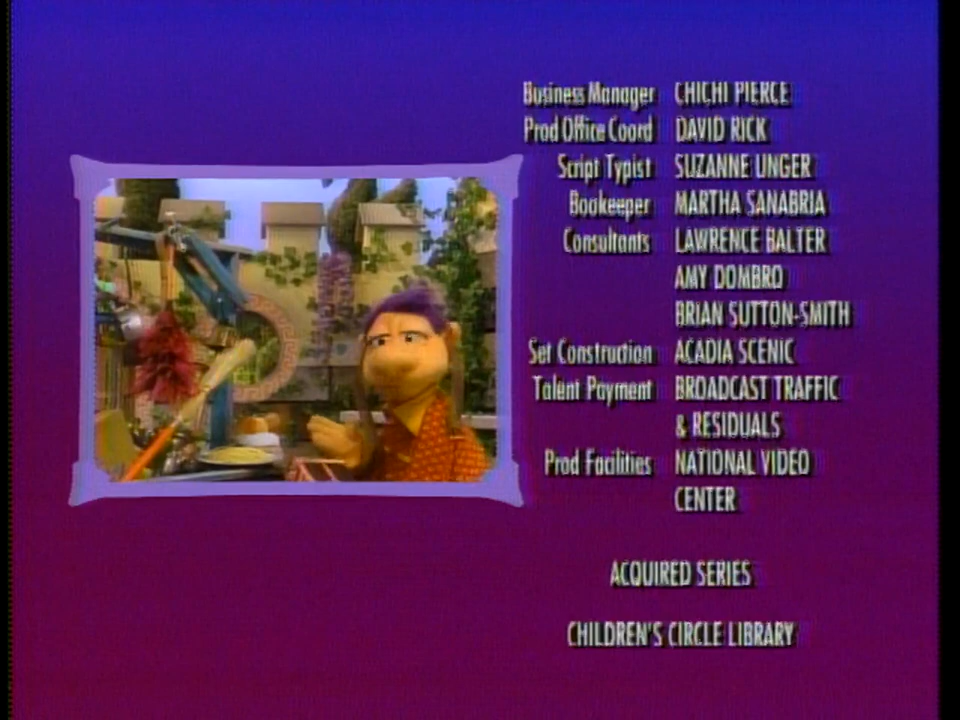 Business Manager CHICHI PIERCE
Prod Office Coord DAVID RICK
Script Typist SUZANNE UNGER
Bookeeper MARTHA SANABRIA
Consultants LAWRENCE BALTER
AMY DOMBRO
BRIAN SUTTON-SMITH
Set Construction ACADIA SCENIC
Talent Payment BROADCAST TRAFFIC
& RESIDUALS
Prod Facilities NATIONAL VIDEO
CENTER
ACQUIRED SERIES
CHILDREN'S CIRCLE LIBRARY